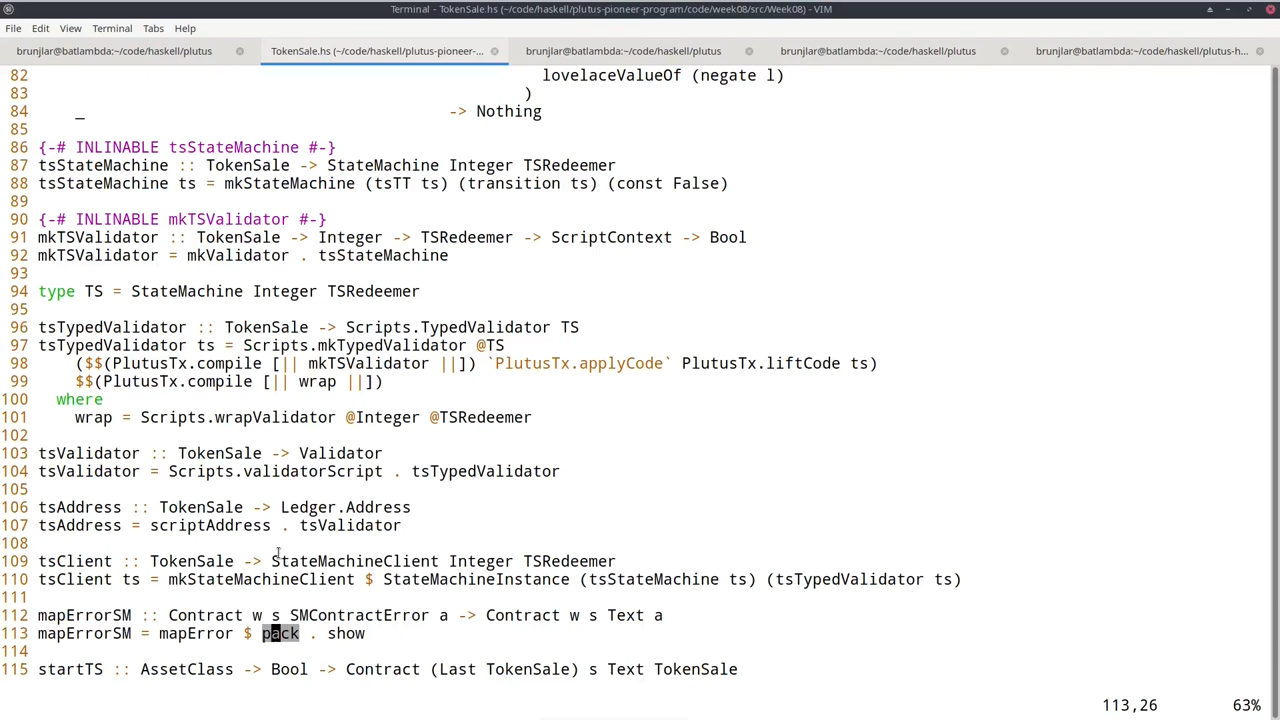 Terminal - TokenSale.hs (~/code/haskell/plutus-pioneer-program/code/week08/src/Week08) - VIM
File Edit View Terminal Tabs Help
brunjlar@batlambda:~/code/haskell/plutus TokenSale.hs (~/code/haskell/plutus-pioneer-... brunjlar@batlambda:~/code/haskell/plutus brunjlar@batlambda:~/code/haskell/plutus brunjlar@batlambda:~/code/haskell/plutus-h...
82 lovelaceValueOf (negate l)
83 )
84 _ -> Nothing
85
86 {-# INLINABLE tsStateMachine #-}
87 tsStateMachine :: TokenSale -> StateMachine Integer TSRedeemer
88 tsStateMachine ts = mkStateMachine (tsTT ts) (transition ts) (const False)
89
90 {-# INLINABLE mkTSValidator #-}
91 mkTSValidator :: TokenSale -> Integer -> TSRedeemer -> ScriptContext -> Bool
92 mkTSValidator = mkValidator . tsStateMachine
93
94 type TS = StateMachine Integer TSRedeemer
95
96 tsTypedValidator :: TokenSale -> Scripts.TypedValidator TS
97 tsTypedValidator ts = Scripts.mkTypedValidator @TS
98 ($$(PlutusTx.compile [|| mkTSValidator ||]) `PlutusTx.applyCode` PlutusTx.liftCode ts)
99 $$(PlutusTx.compile [|| wrap ||])
100 where
101 wrap = Scripts.wrapValidator @Integer @TSRedeemer
102
103 tsValidator :: TokenSale -> Validator
104 tsValidator = Scripts.validatorScript . tsTypedValidator
105
106 tsAddress :: TokenSale -> Ledger.Address
107 tsAddress = scriptAddress . tsValidator
108
109 tsClient :: TokenSale -> StateMachineClient Integer TSRedeemer
110 tsClient ts = mkStateMachineClient $ StateMachineInstance (tsStateMachine ts) (tsTypedValidator ts)
111
112 mapErrorSM :: Contract w s SMContractError a -> Contract w s Text a
113 mapErrorSM = mapError $ pack . show
114
115 startTS :: AssetClass -> Bool -> Contract (Last TokenSale) s Text TokenSale
113,26 63%